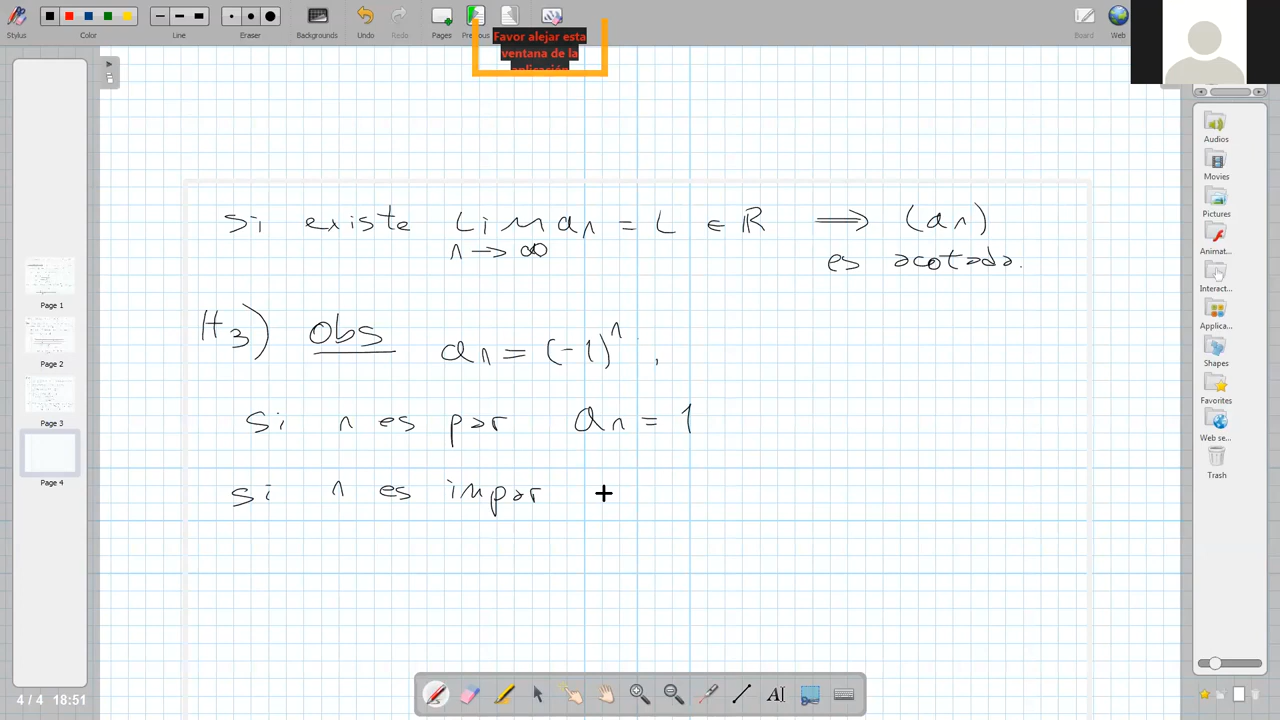 Stylus Color Line Eraser Backgrounds Undo Redo Pages Previous Board Web
Favor alejar esta
ventana de la
aplicación
Si existe Lim an = L ∈ ℝ ⟹ (an)
n → ∞ es acotada.
H3) Obs an = (-1)^n ,
Si n es par an = 1
Si n es impar
Page 1
Page 2
Page 3
Page 4
4 / 4 18:51
Audios
Movies
Pictures
Animat...
Interact...
Applica...
Shapes
Favorites
Web se...
Trash